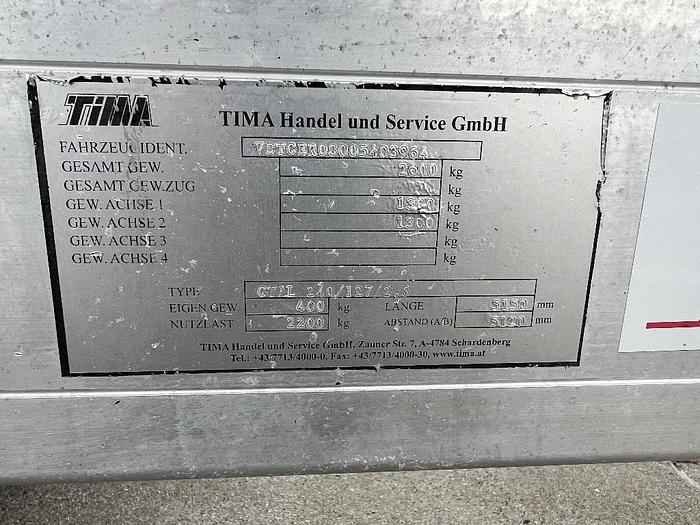 TIMA
TIMA Handel und Service GmbH
FAHRZEUGIDENT.
GESAMT GEW. 2600 kg
GESAMT GEW.ZUG kg
GEW. ACHSE 1 1300 kg
GEW. ACHSE 2 1300 kg
GEW. ACHSE 3 kg
GEW. ACHSE 4 kg
TYPE
EIGEN GEW 400 kg LÄNGE 5150 mm
NUTZLAST 2200 kg ABSTAND (A/B) 5120 mm
TIMA Handel und Service GmbH, Zauner Str. 7, A-4784 Schardenberg
Tel.: +43/7713/4000-0, Fax: +43/7713/4000-30, www.tima.at